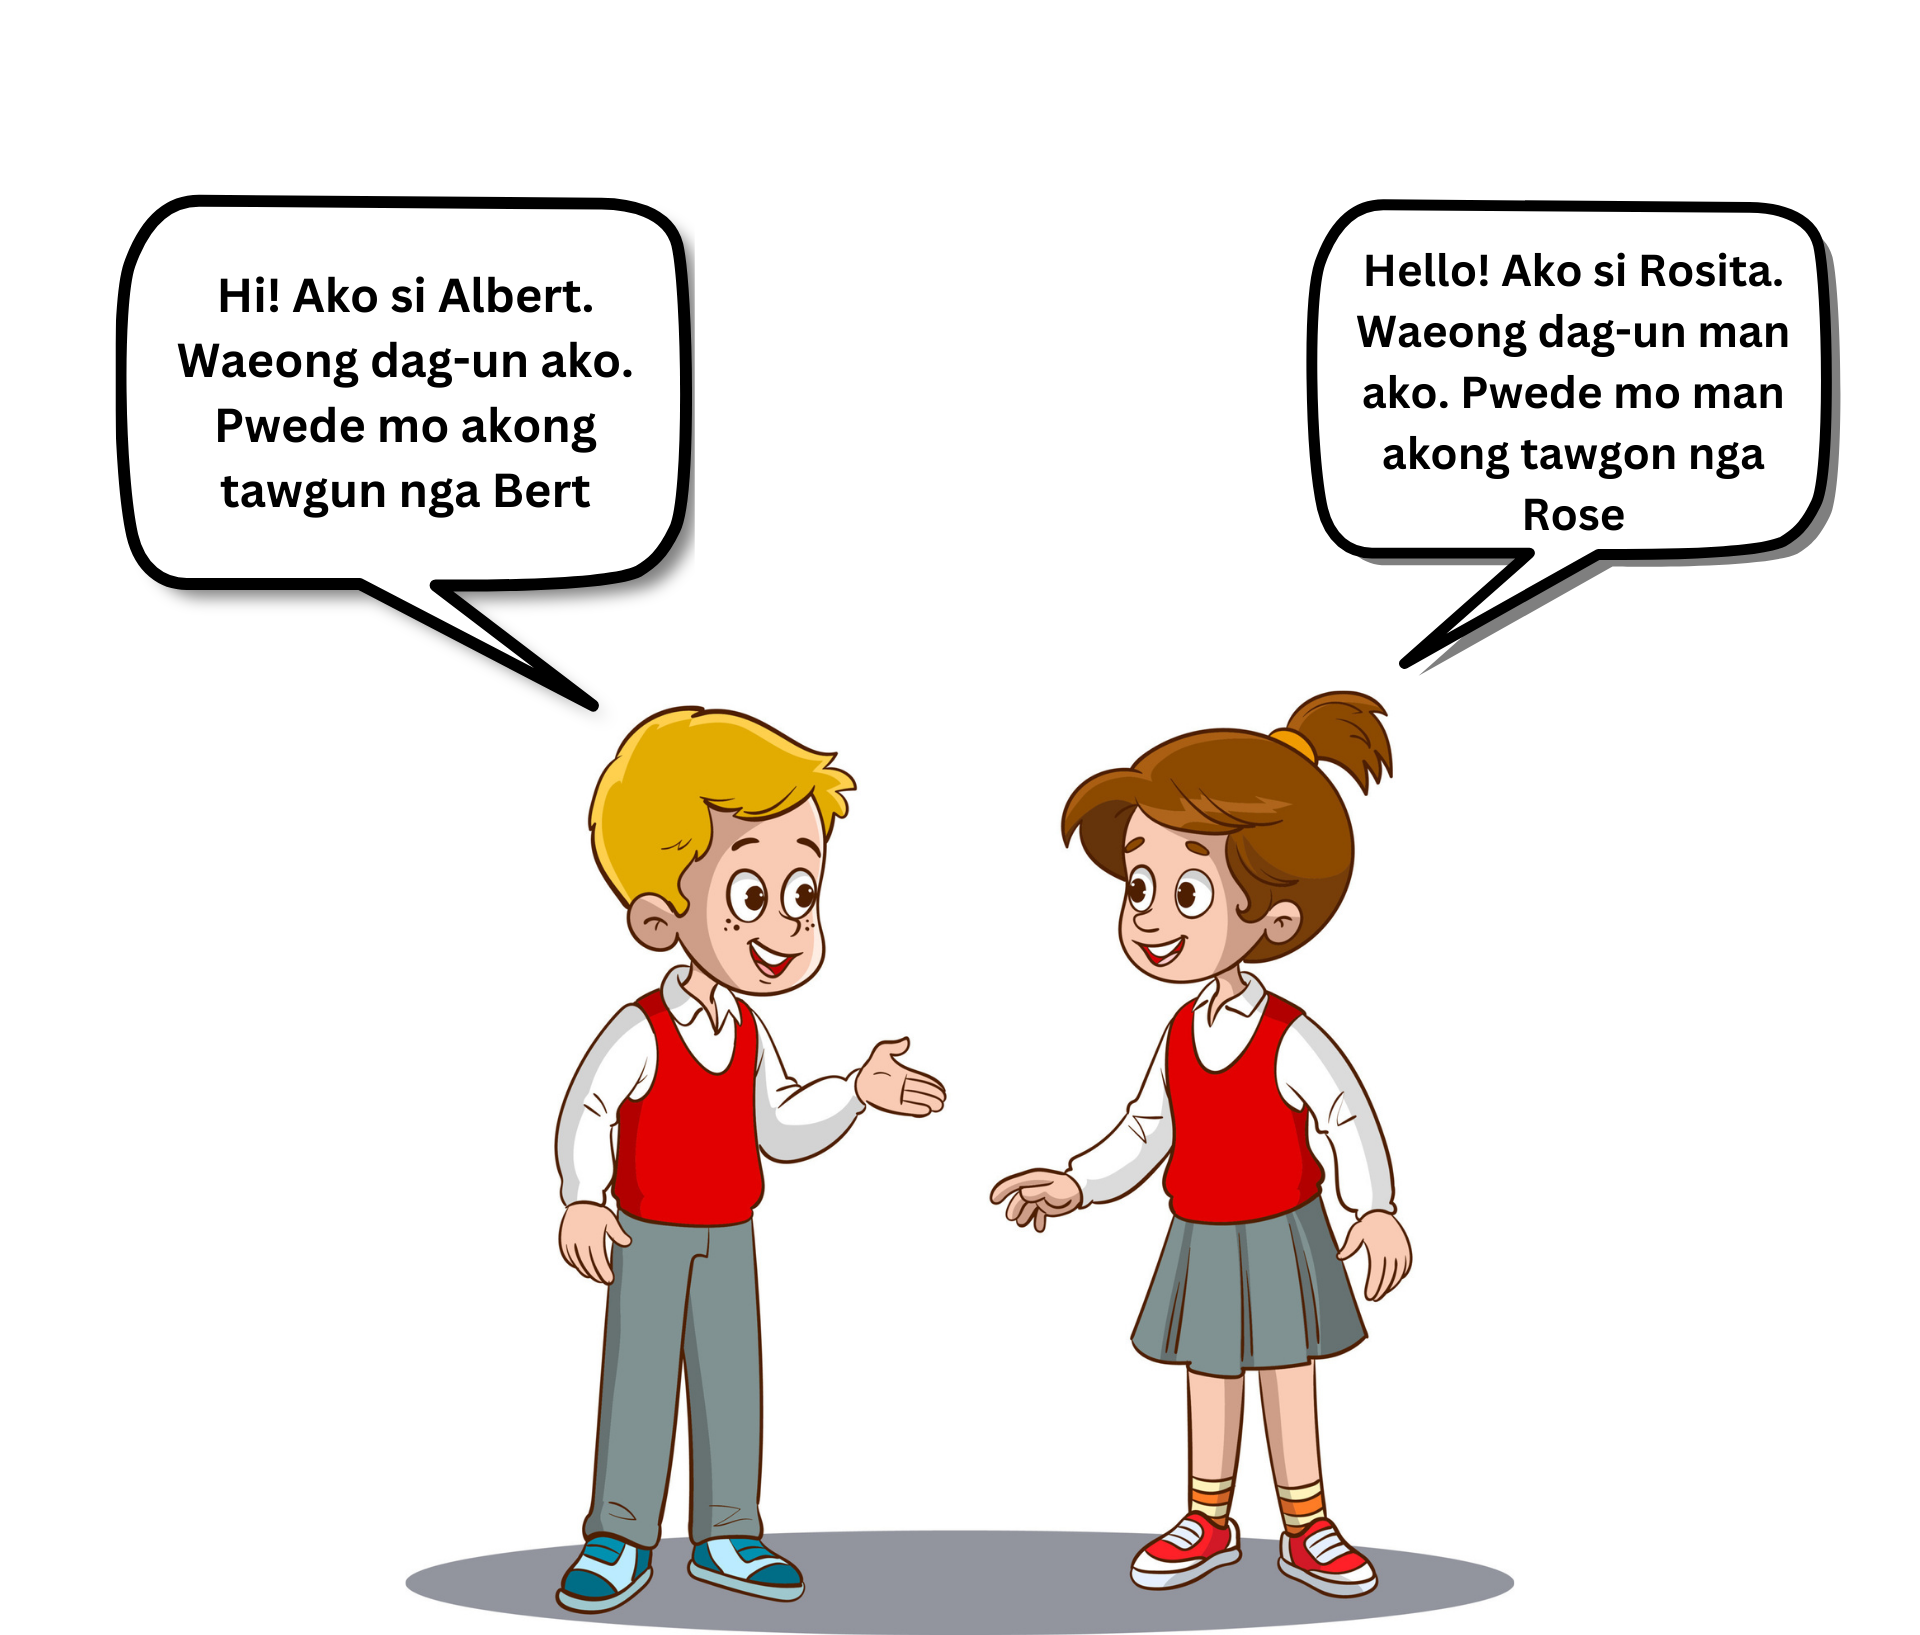 Hi! Ako si Albert.
Waeong dag-un ako.
Pwede mo akong
tawgun nga Bert
Hello! Ako si Rosita.
Waeong dag-un man
ako. Pwede mo man
akong tawgon nga
Rose